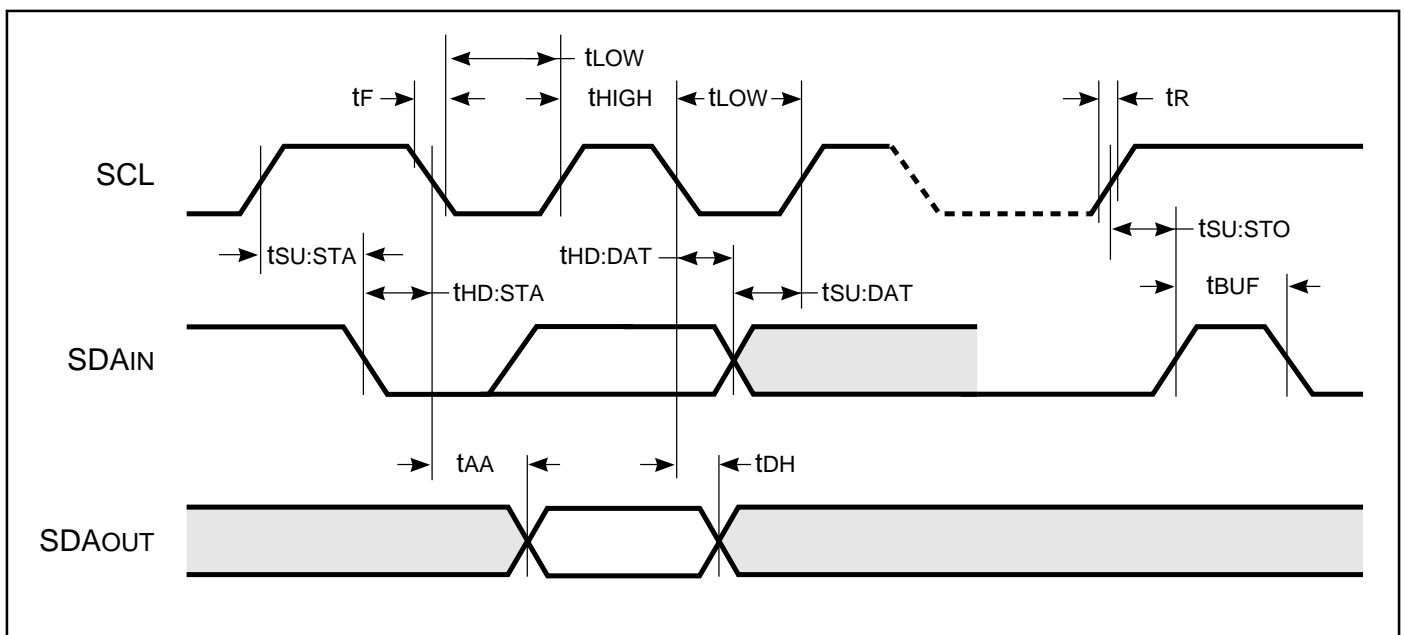 tLOW
tF
tHIGH
tLOW
tR
SCL
tSU:STA
tHD:STA
tHD:DAT
tSU:DAT
tSU:STO
tBUF
SDAIN
tAA
tDH
SDAOUT